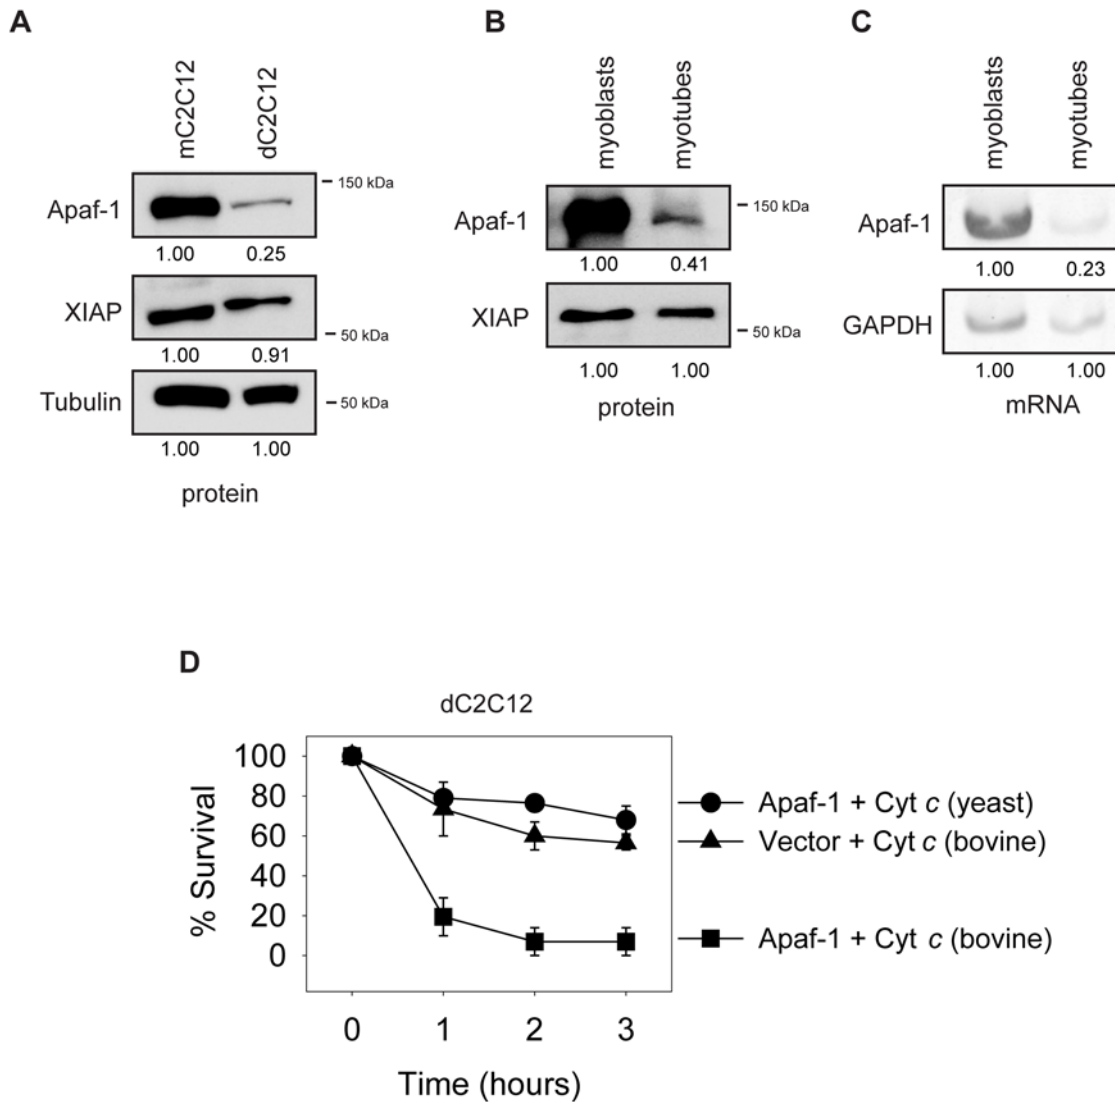 A
mC2C12
dC2C12
Apaf-1
150 kDa
1.00 0.25
XIAP
50 kDa
1.00 0.91
Tubulin
50 kDa
1.00 1.00
protein
B
myoblasts
myotubes
Apaf-1
150 kDa
1.00 0.41
XIAP
50 kDa
1.00 1.00
protein
C
myoblasts
myotubes
Apaf-1
1.00 0.23
GAPDH
1.00 1.00
mRNA
D
dC2C12
% Survival
100
80
60
40
20
0
0 1 2 3
Time (hours)
Apaf-1 + Cyt c (yeast)
Vector + Cyt c (bovine)
Apaf-1 + Cyt c (bovine)